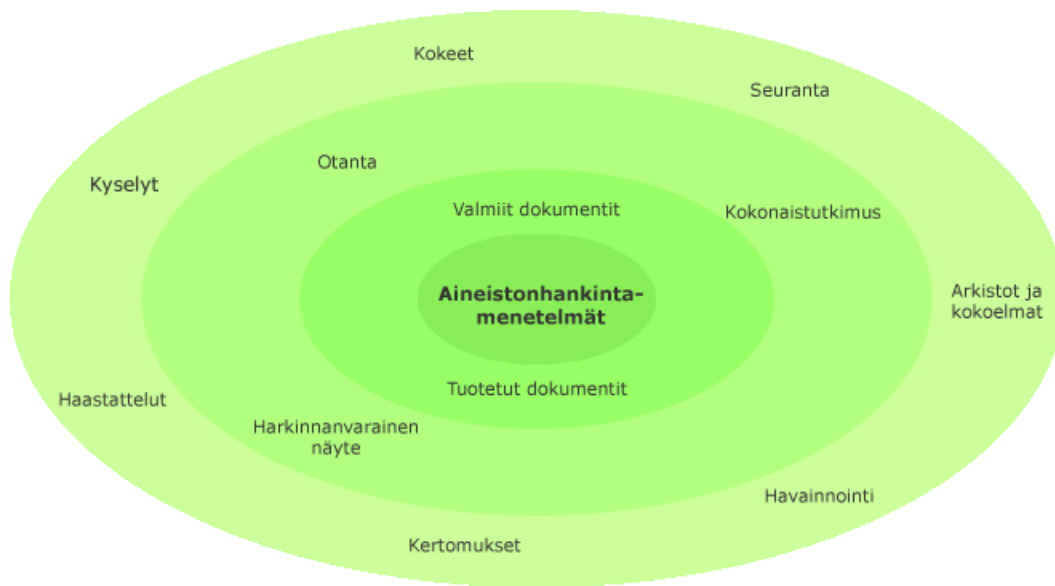 Kokeet
Seuranta
Otanta
Kyselyt
Valmiit dokumentit
Kokonaistutkimus
Aineistonhankinta-
menetelmät
Arkistot ja
kokoelmat
Tuotetut dokumentit
Haastattelut
Harkinnanvarainen
näyte
Havainnointi
Kertomukset